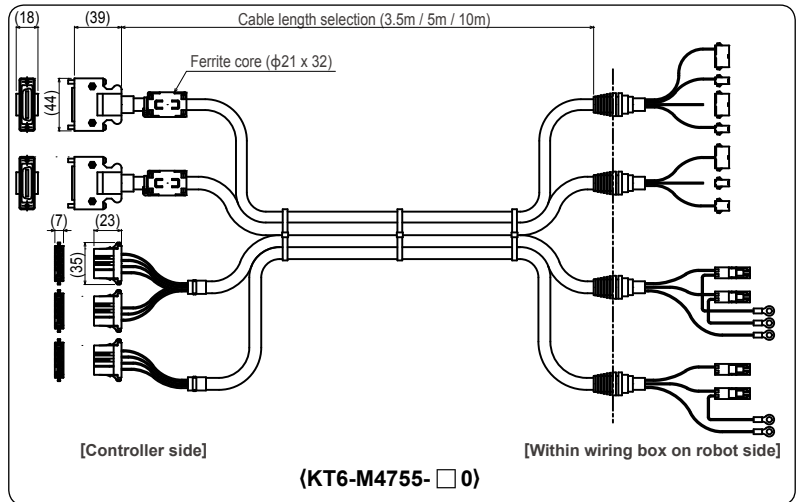 (18)
(39)
Cable length selection (3.5m / 5m / 10m)
Ferrite core (ϕ21 x 32)
(44)
(7)
(23)
(35)
[Controller side]
[Within wiring box on robot side]
⟨KT6-M4755- □ 0⟩